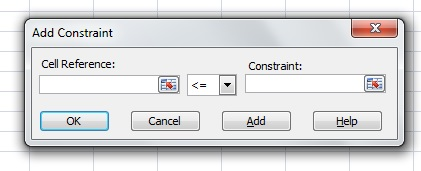 Add Constraint
Cell Reference: Constraint:
<=
OK Cancel Add Help